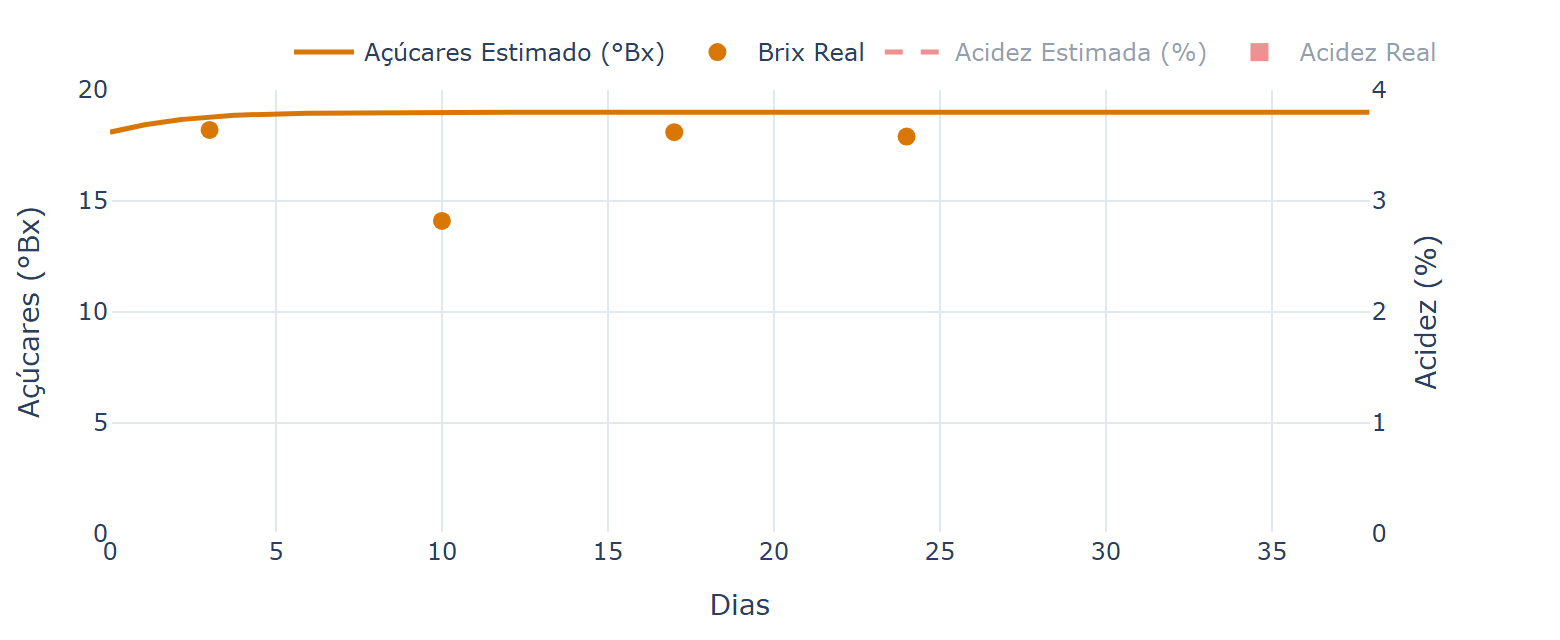 Açúcares Estimado (°Bx) Brix Real Acidez Estimada (%) Acidez Real
20
15
10
5
0
Açúcares (°Bx)
4
3
2
1
0
Acidez (%)
0 5 10 15 20 25 30 35
Dias